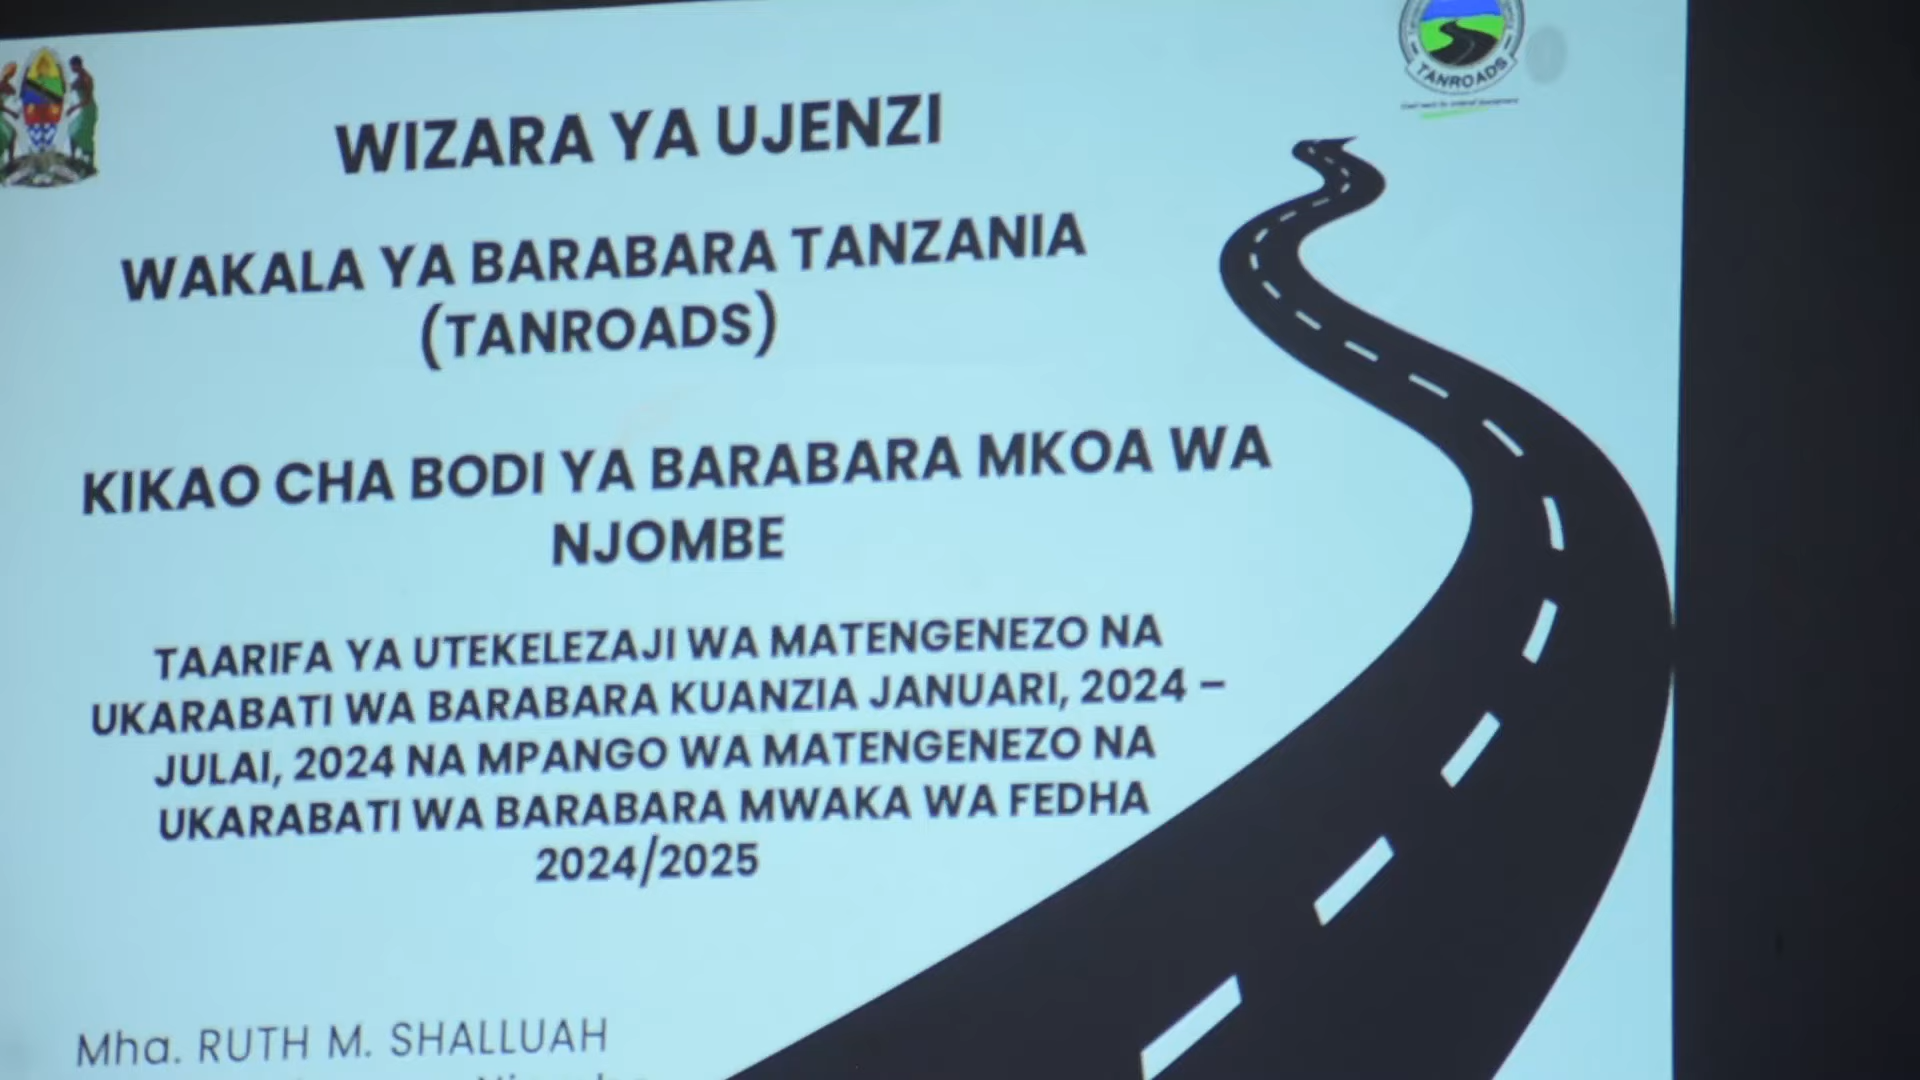 TANROADS
WIZARA YA UJENZI
WAKALA YA BARABARA TANZANIA
(TANROADS)
KIKAO CHA BODI YA BARABARA MKOA WA
NJOMBE
TAARIFA YA UTEKELEZAJI WA MATENGENEZO NA
UKARABATI WA BARABARA KUANZIA JANUARI, 2024 –
JULAI, 2024 NA MPANGO WA MATENGENEZO NA
UKARABATI WA BARABARA MWAKA WA FEDHA
2024/2025
Mha. RUTH M. SHALLUAH